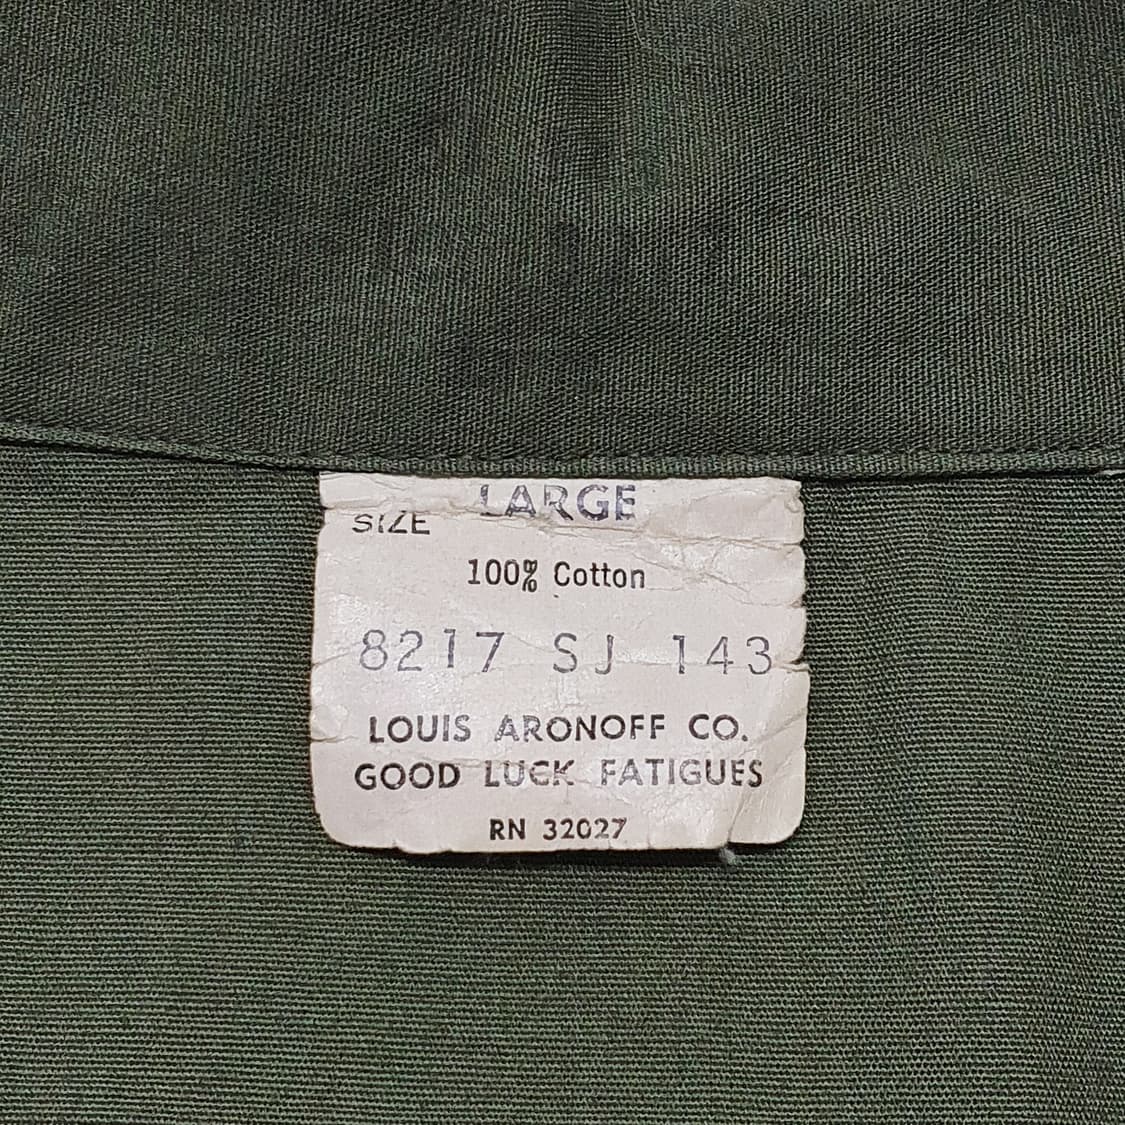 LARGE
SIZE
100% Cotton
8217 SJ 143
LOUIS ARONOFF CO.
GOOD LUCK FATIGUES
RN 32027